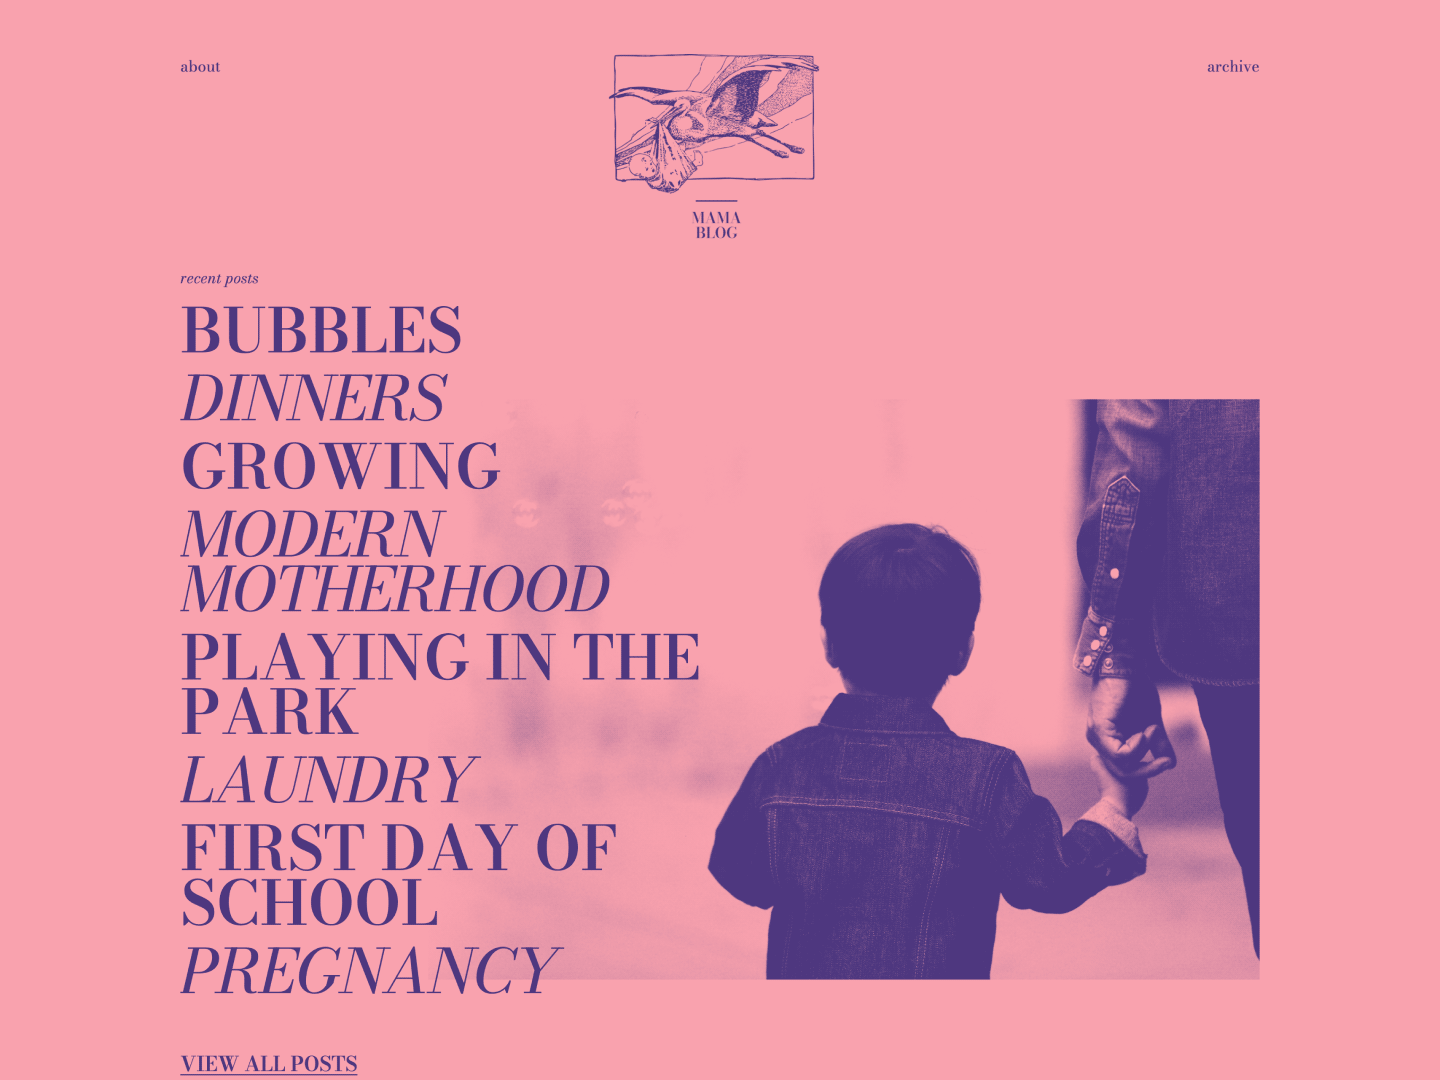 about
archive
MAMA
BLOG
recent posts
BUBBLES
DINNERS
GROWING
MODERN
MOTHERHOOD
PLAYING IN THE
PARK
LAUNDRY
FIRST DAY OF
SCHOOL
PREGNANCY
VIEW ALL POSTS